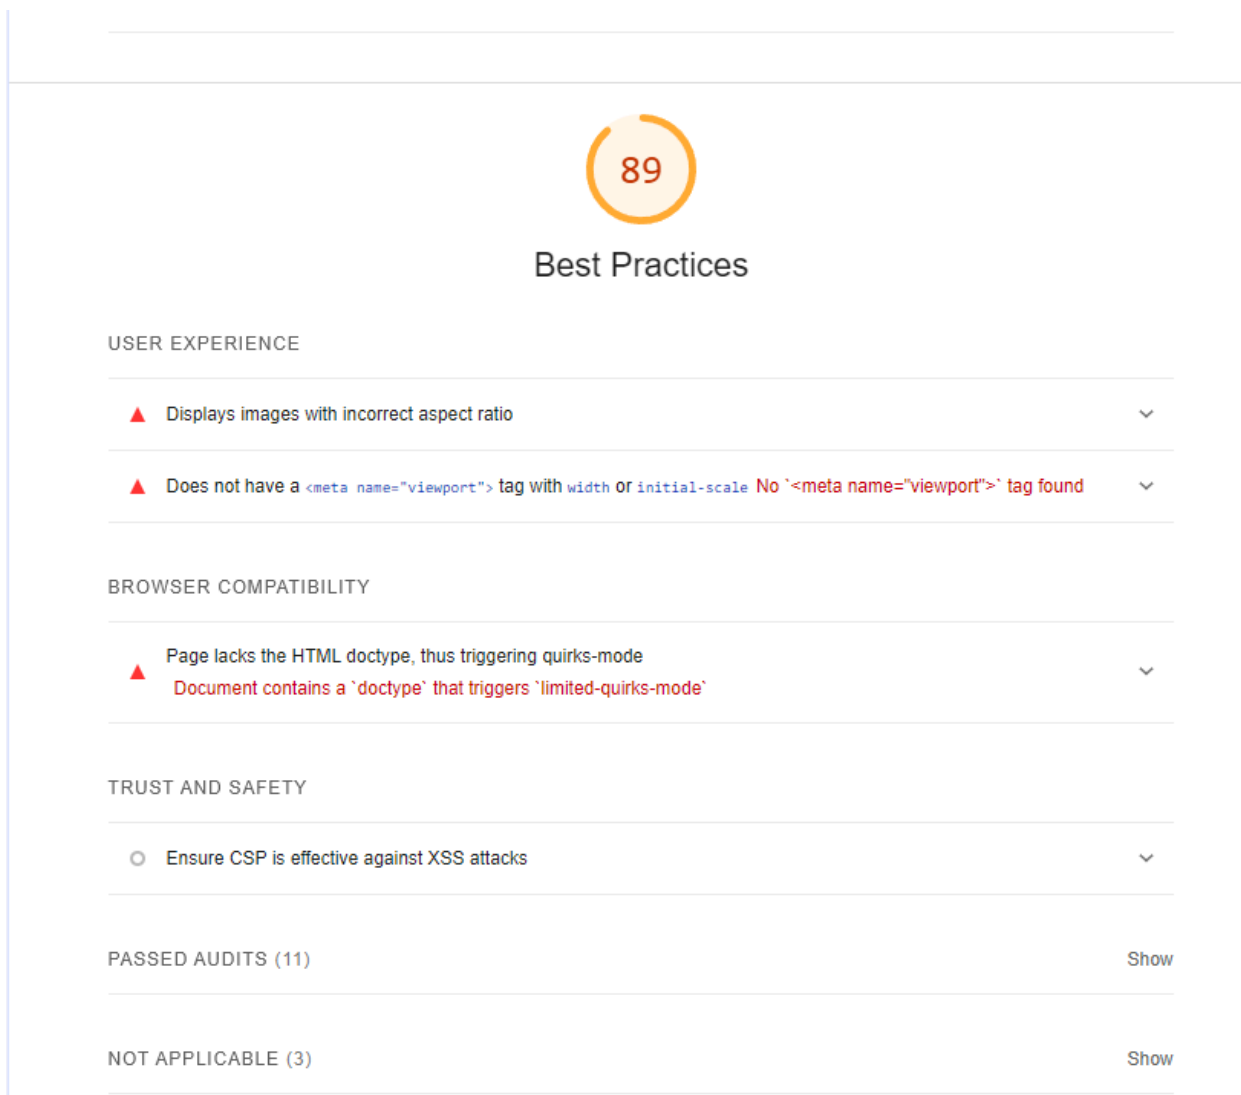 89
Best Practices
USER EXPERIENCE
Displays images with incorrect aspect ratio
Does not have a <meta name="viewport"> tag with width or initial-scale No `<meta name="viewport">` tag found
BROWSER COMPATIBILITY
Page lacks the HTML doctype, thus triggering quirks-mode
Document contains a `doctype` that triggers `limited-quirks-mode`
TRUST AND SAFETY
Ensure CSP is effective against XSS attacks
PASSED AUDITS (11) Show
NOT APPLICABLE (3) Show